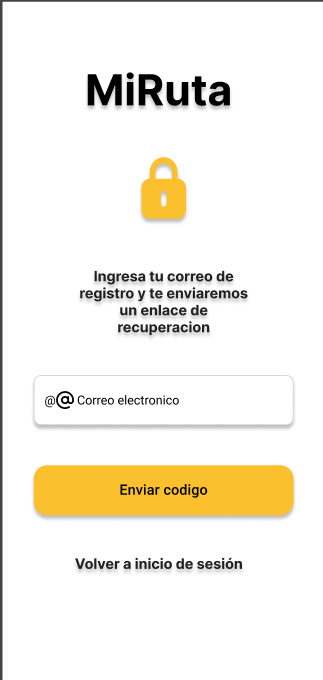 MiRuta
Ingresa tu correo de
registro y te enviaremos
un enlace de
recuperacion
@@ Correo electronico
Enviar codigo
Volver a inicio de sesión